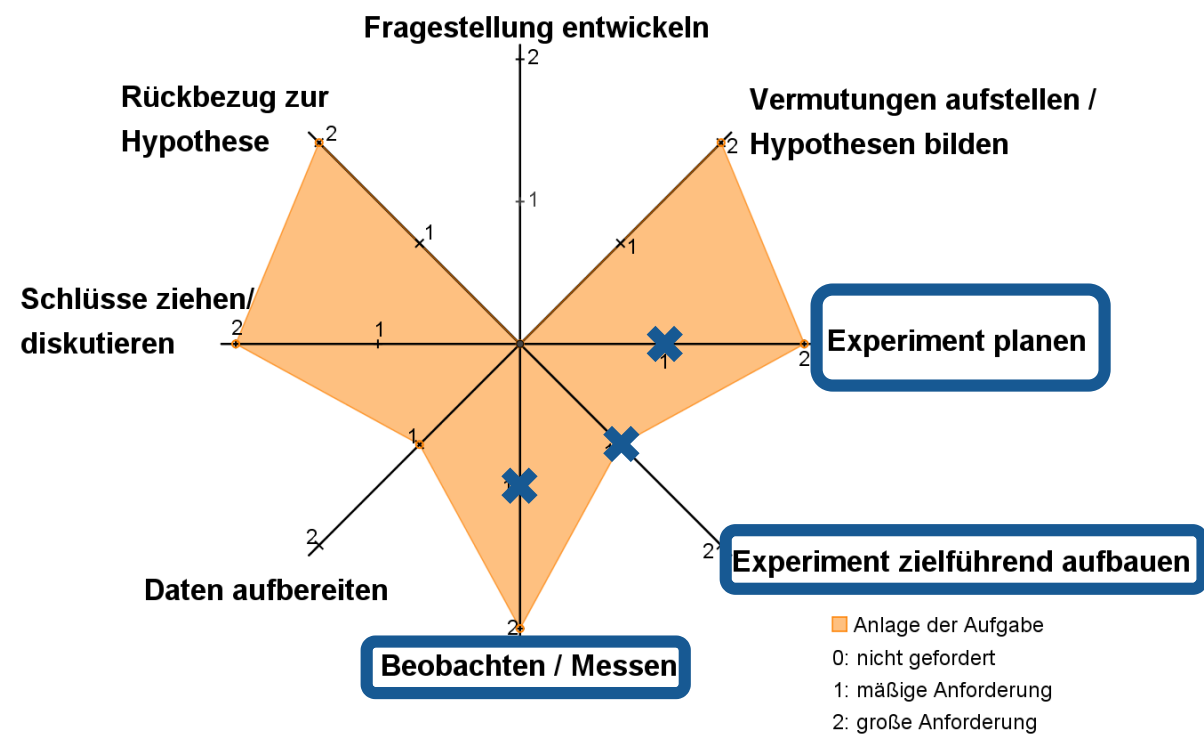 Fragestellung entwickeln
2
Rückbezug zur
Hypothese
2
Vermutungen aufstellen /
Hypothesen bilden
2
1
1
1
Schlüsse ziehen/
diskutieren
2
1
Experiment planen
1
2
1
2
Daten aufbereiten
2
Experiment zielführend aufbauen
2
Beobachten / Messen
Anlage der Aufgabe
0: nicht gefordert
1: mäßige Anforderung
2: große Anforderung